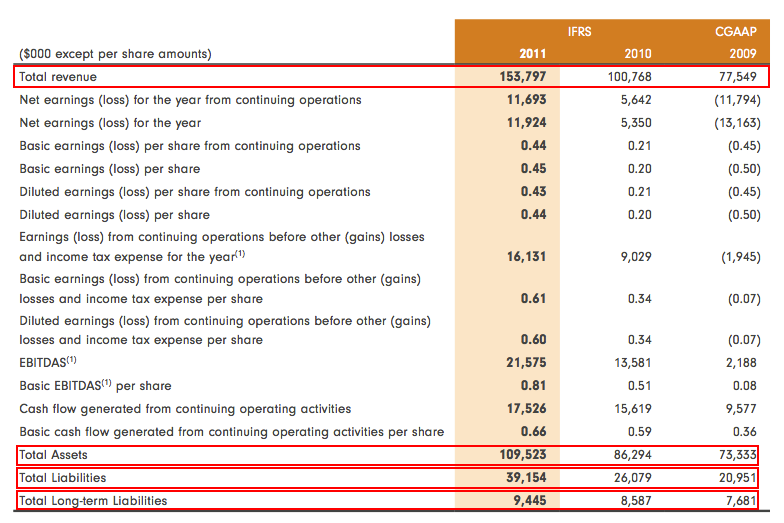 IFRS CGAAP
($000 except per share amounts) 2011 2010 2009
Total revenue 153,797 100,768 77,549
Net earnings (loss) for the year from continuing operations 11,693 5,642 (11,794)
Net earnings (loss) for the year 11,924 5,350 (13,163)
Basic earnings (loss) per share from continuing operations 0.44 0.21 (0.45)
Basic earnings (loss) per share 0.45 0.20 (0.50)
Diluted earnings (loss) per share from continuing operations 0.43 0.21 (0.45)
Diluted earnings (loss) per share 0.44 0.20 (0.50)
Earnings (loss) from continuing operations before other (gains) losses
and income tax expense for the year(1) 16,131 9,029 (1,945)
Basic earnings (loss) from continuing operations before other (gains)
losses and income tax expense per share 0.61 0.34 (0.07)
Diluted earnings (loss) from continuing operations before other (gains)
losses and income tax expense per share 0.60 0.34 (0.07)
EBITDAS(1) 21,575 13,581 2,188
Basic EBITDAS(1) per share 0.81 0.51 0.08
Cash flow generated from continuing operating activities 17,526 15,619 9,577
Basic cash flow generated from continuing operating activities per share 0.66 0.59 0.36
Total Assets 109,523 86,294 73,333
Total Liabilities 39,154 26,079 20,951
Total Long-term Liabilities 9,445 8,587 7,681